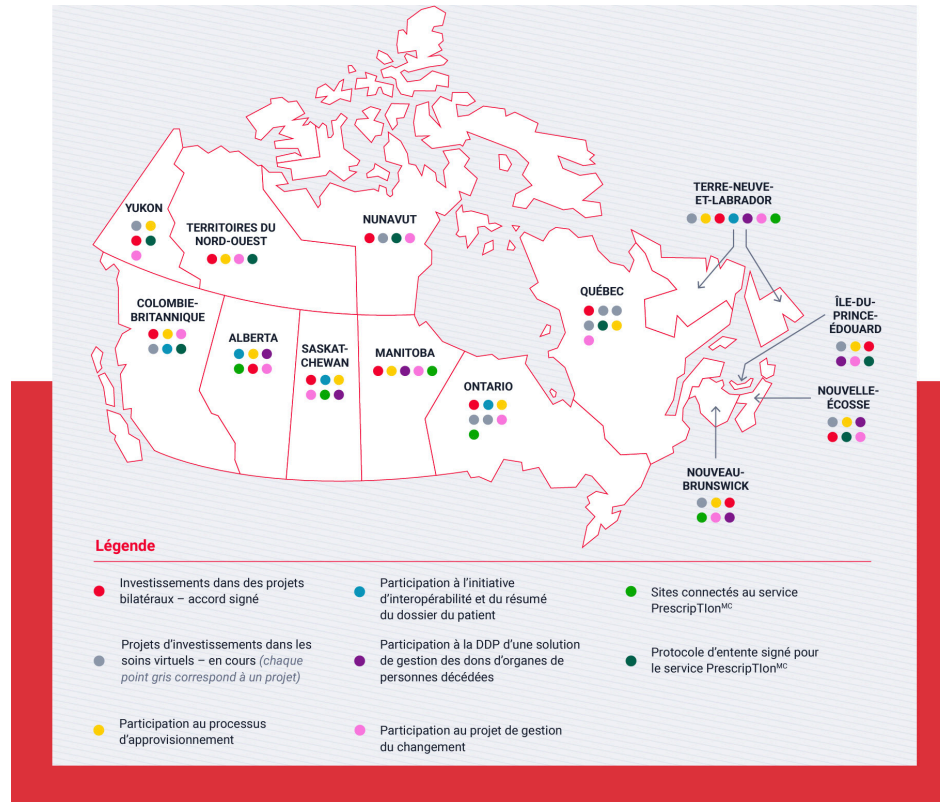 TERRE-NEUVE-
ET-LABRADOR
YUKON
TERRITOIRES DU
NORD-OUEST
NUNAVUT
QUÉBEC
COLOMBIE-
BRITANNIQUE
ÎLE-DU-
PRINCE-
ÉDOUARD
ALBERTA
SASKAT-
CHEWAN
MANITOBA
ONTARIO
NOUVELLE-
ÉCOSSE
NOUVEAU-
BRUNSWICK
Légende
Investissements dans des projets
bilatéraux – accord signé
Projets d’investissements dans les
soins virtuels – en cours (chaque
point gris correspond à un projet)
Participation au processus
d’approvisionnement
Participation à l’initiative
d’interopérabilité et du résumé
du dossier du patient
Participation à la DDP d’une solution
de gestion des dons d’organes de
personnes décédées
Participation au projet de gestion
du changement
Sites connectés au service
PrescripTIon^MC
Protocole d’entente signé pour
le service PrescripTIon^MC